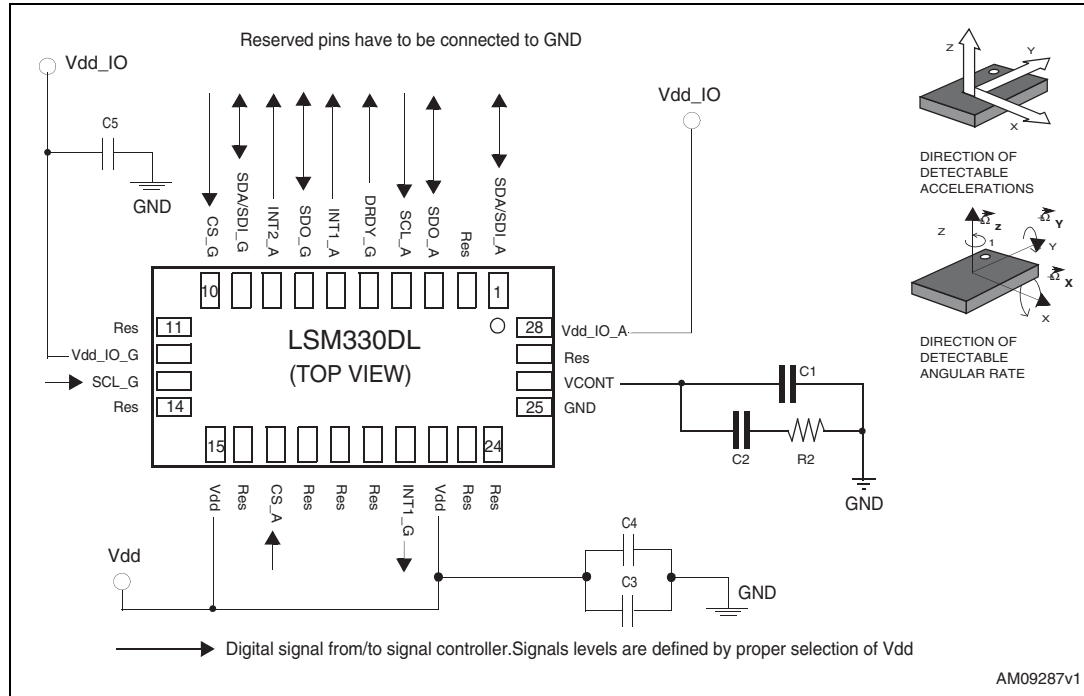 Reserved pins have to be connected to GND
Vdd_IO
C5
GND
CS_G
SDA/SDI_G
INT2_A
SDO_G
INT1_A
DRDY_G
SCL_A
SDO_A
Res
SDA/SDI_A
Vdd_IO
10
1
Res
11
Vdd_IO_G
SCL_G
Res
14
LSM330DL
(TOP VIEW)
28
Vdd_IO_A
Res
VCONT
25
GND
15
24
Vdd
Res
CS_A
Res
Res
Res
INT1_G
Vdd
Res
Res
C1
C2
R2
GND
Vdd
C4
C3
GND
Z
Y
X
DIRECTION OF
DETECTABLE
ACCELERATIONS
Ω Z
Z
1
Ω Y
Y
Ω X
X
DIRECTION OF
DETECTABLE
ANGULAR RATE
Digital signal from/to signal controller.Signals levels are defined by proper selection of Vdd
AM09287v1